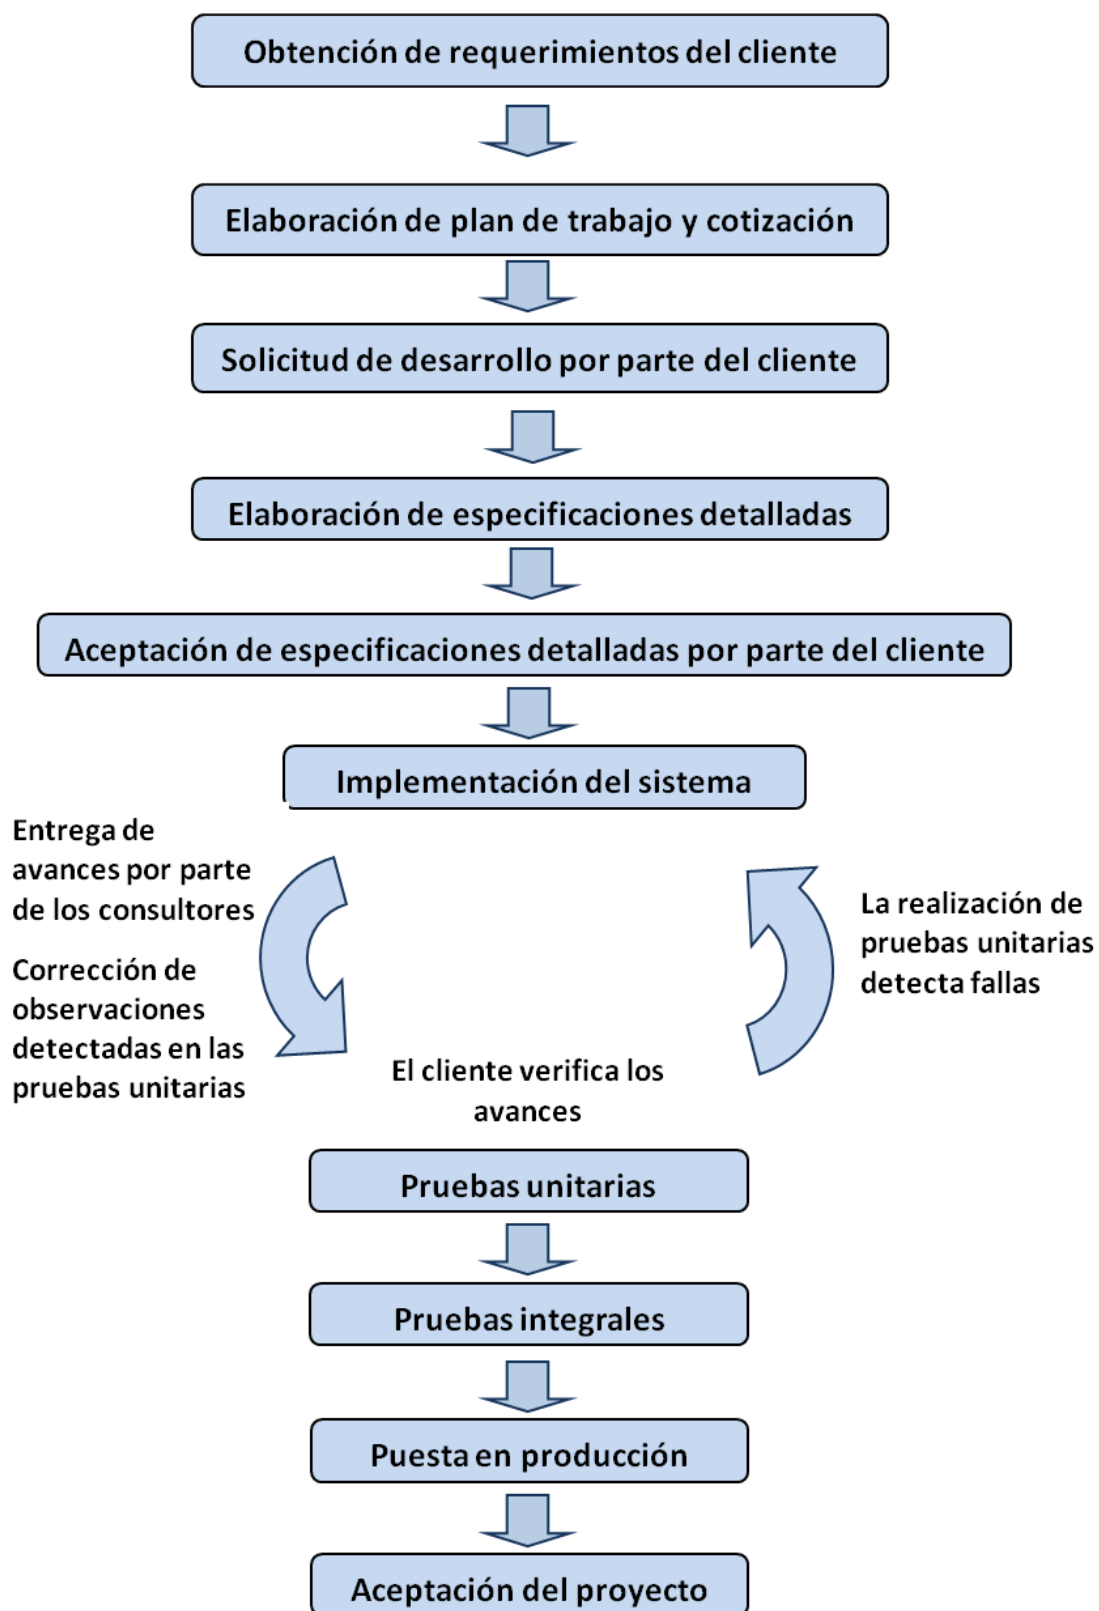 Obtención de requerimientos del cliente
Elaboración de plan de trabajo y cotización
Solicitud de desarrollo por parte del cliente
Elaboración de especificaciones detalladas
Aceptación de especificaciones detalladas por parte del cliente
Implementación del sistema
Entrega de
avances por parte
de los consultores
Corrección de
observaciones
detectadas en las
pruebas unitarias
La realización de
pruebas unitarias
detecta fallas
El cliente verifica los
avances
Pruebas unitarias
Pruebas integrales
Puesta en producción
Aceptación del proyecto